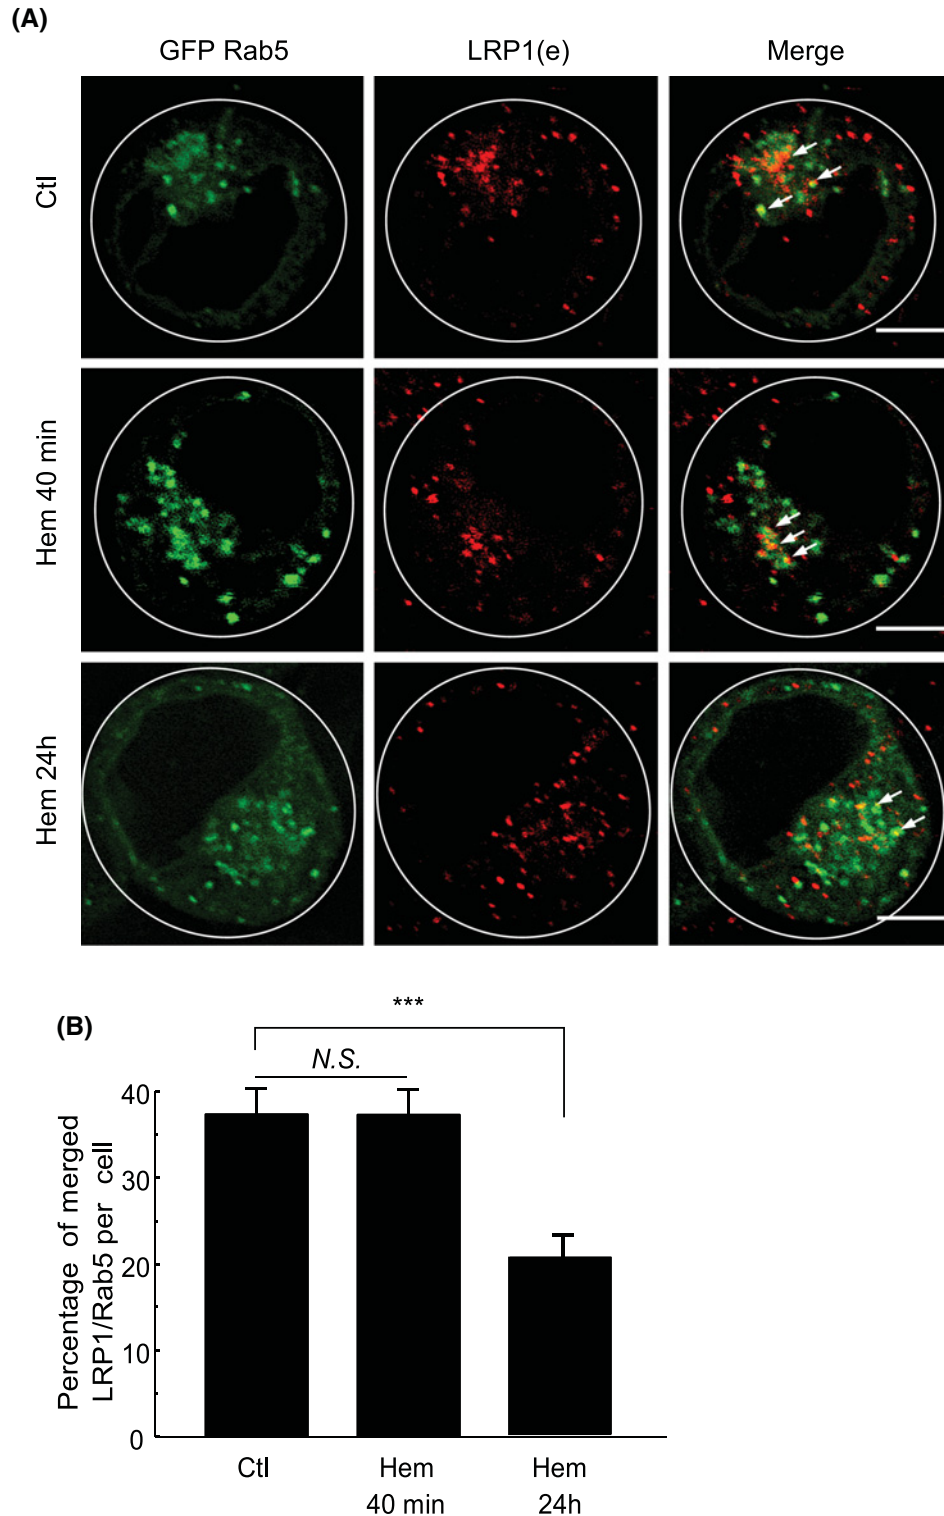 (A)
GFP Rab5
LRP1(e)
Merge
Ctl
Hem 40 min
Hem 24h
(B)
***
N.S.
Percentage of merged
LRP1/Rab5 per cell
40
30
20
10
0
Ctl
Hem
40 min
Hem
24h